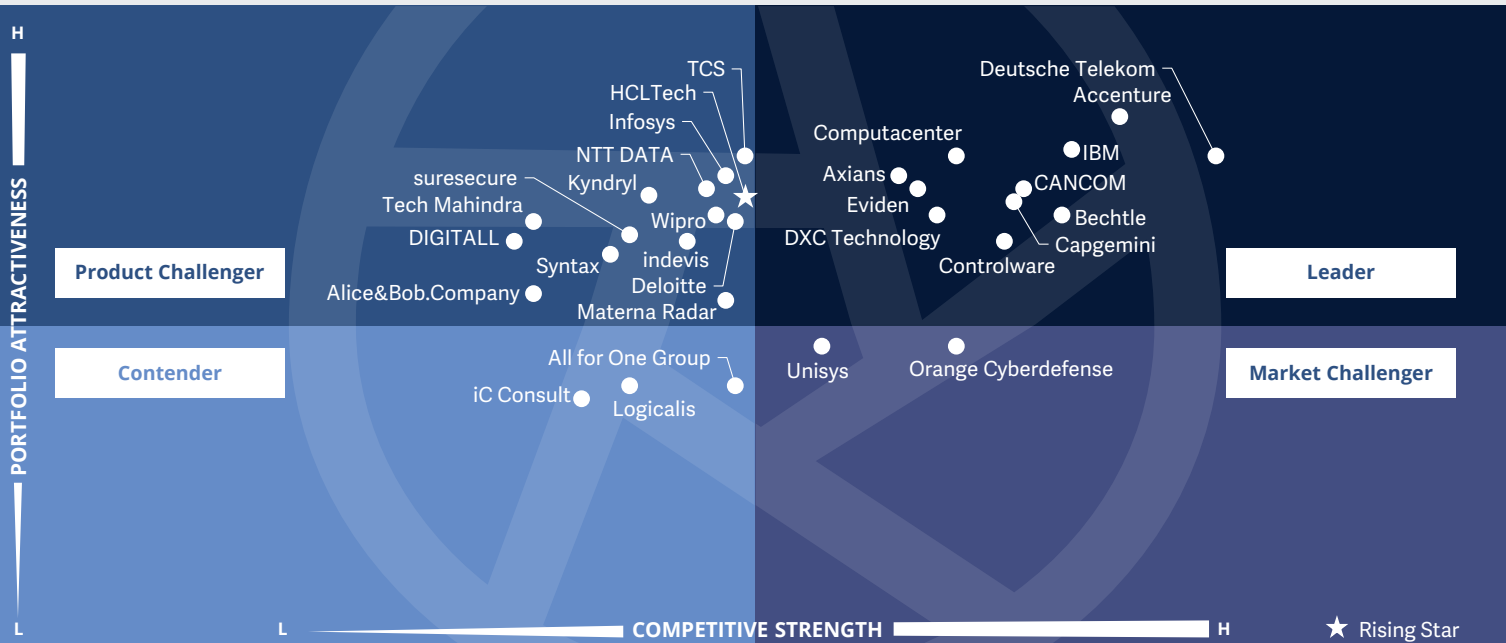 H
PORTFOLIO ATTRACTIVENESS
L
TCS
HCLTech
Infosys
NTT DATA
suresecure
Kyndryl
Tech Mahindra
Wipro
DIGITALL
indevis
Syntax
Deloitte
Alice&Bob.Company
Materna Radar
Product Challenger
Deutsche Telekom
Accenture
Computacenter
IBM
Axians
CANCOM
Eviden
Bechtle
DXC Technology
Capgemini
Controlware
Leader
Contender
All for One Group
iC Consult
Logicalis
Unisys
Orange Cyberdefense
Market Challenger
L
COMPETITIVE STRENGTH
H
Rising Star